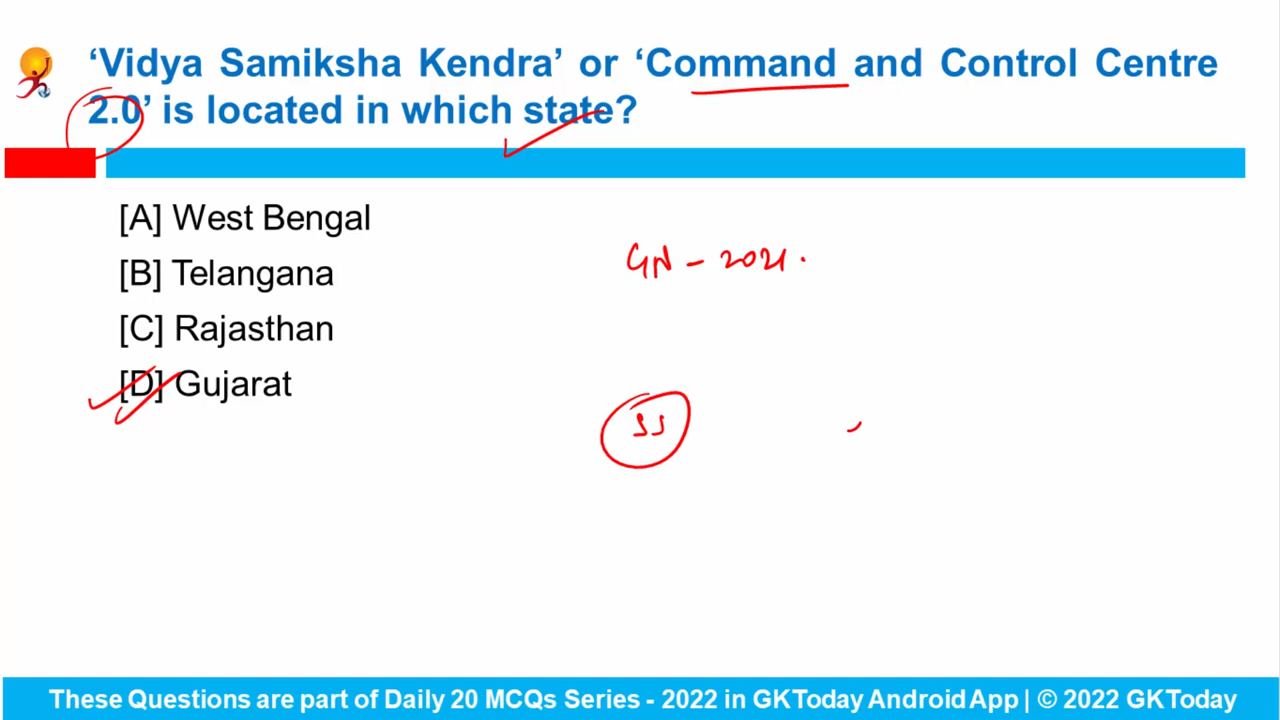 ‘Vidya Samiksha Kendra’ or ‘Command and Control Centre
2.0’ is located in which state?
[A] West Bengal
[B] Telangana
GN - 2021.
[C] Rajasthan
[D] Gujarat
These Questions are part of Daily 20 MCQs Series - 2022 in GKToday Android App | © 2022 GKToday